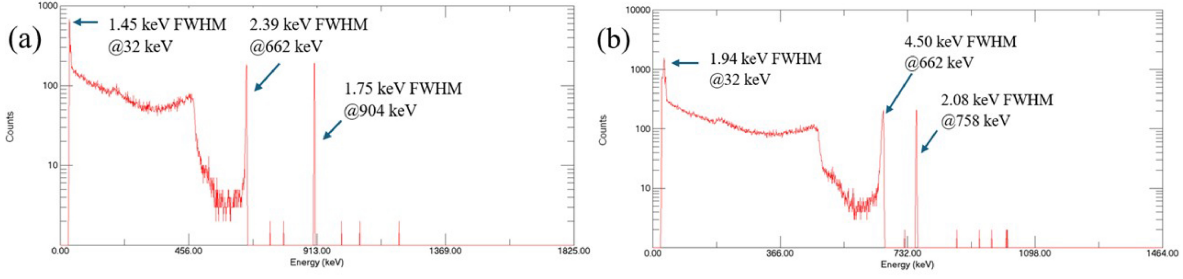 (a)
1000
100
10
Counts
1.45 keV FWHM
@32 keV
2.39 keV FWHM
@662 keV
1.75 keV FWHM
@904 keV
0.00
456.00
913.00
1369.00
1825.00
Energy (keV)
(b)
10000
1000
100
10
Counts
1.94 keV FWHM
@32 keV
4.50 keV FWHM
@662 keV
2.08 keV FWHM
@758 keV
0.00
366.00
732.00
1098.00
1464.00
Energy (keV)